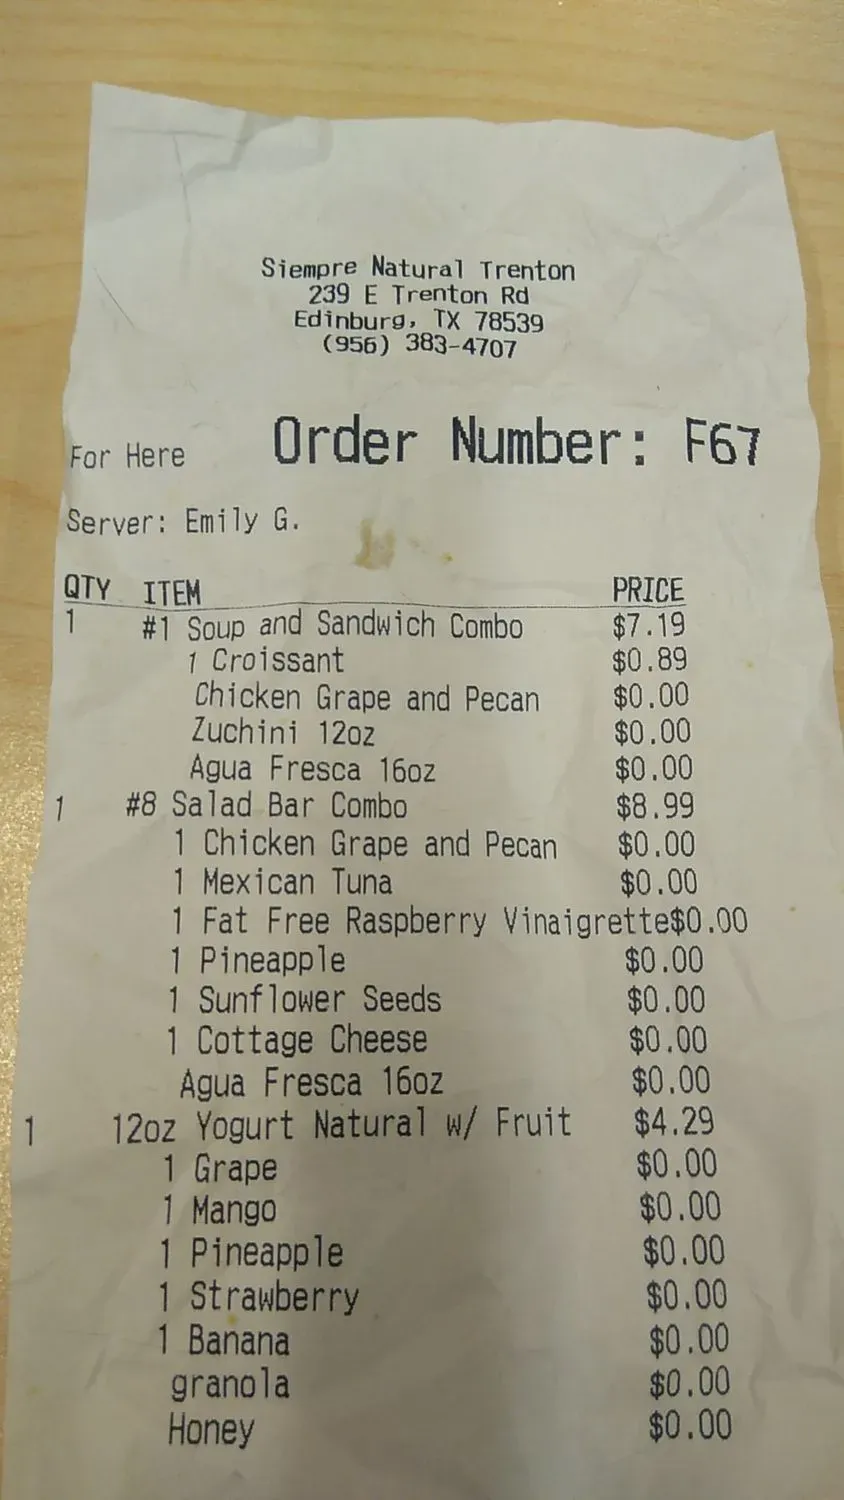 Siempre Natural Trenton
239 E Trenton Rd
Edinburg, TX 78539
(956) 383-4707
For Here Order Number: F67
Server: Emily G.
QTY ITEM PRICE
1 #1 Soup and Sandwich Combo $7.19
1 Croissant $0.89
Chicken Grape and Pecan $0.00
Zuchini 12oz $0.00
Agua Fresca 16oz $0.00
1 #8 Salad Bar Combo $8.99
1 Chicken Grape and Pecan $0.00
1 Mexican Tuna $0.00
1 Fat Free Raspberry Vinaigrette$0.00
1 Pineapple $0.00
1 Sunflower Seeds $0.00
1 Cottage Cheese $0.00
Agua Fresca 16oz $0.00
1 12oz Yogurt Natural w/ Fruit $4.29
1 Grape $0.00
1 Mango $0.00
1 Pineapple $0.00
1 Strawberry $0.00
1 Banana $0.00
granola $0.00
Honey $0.00